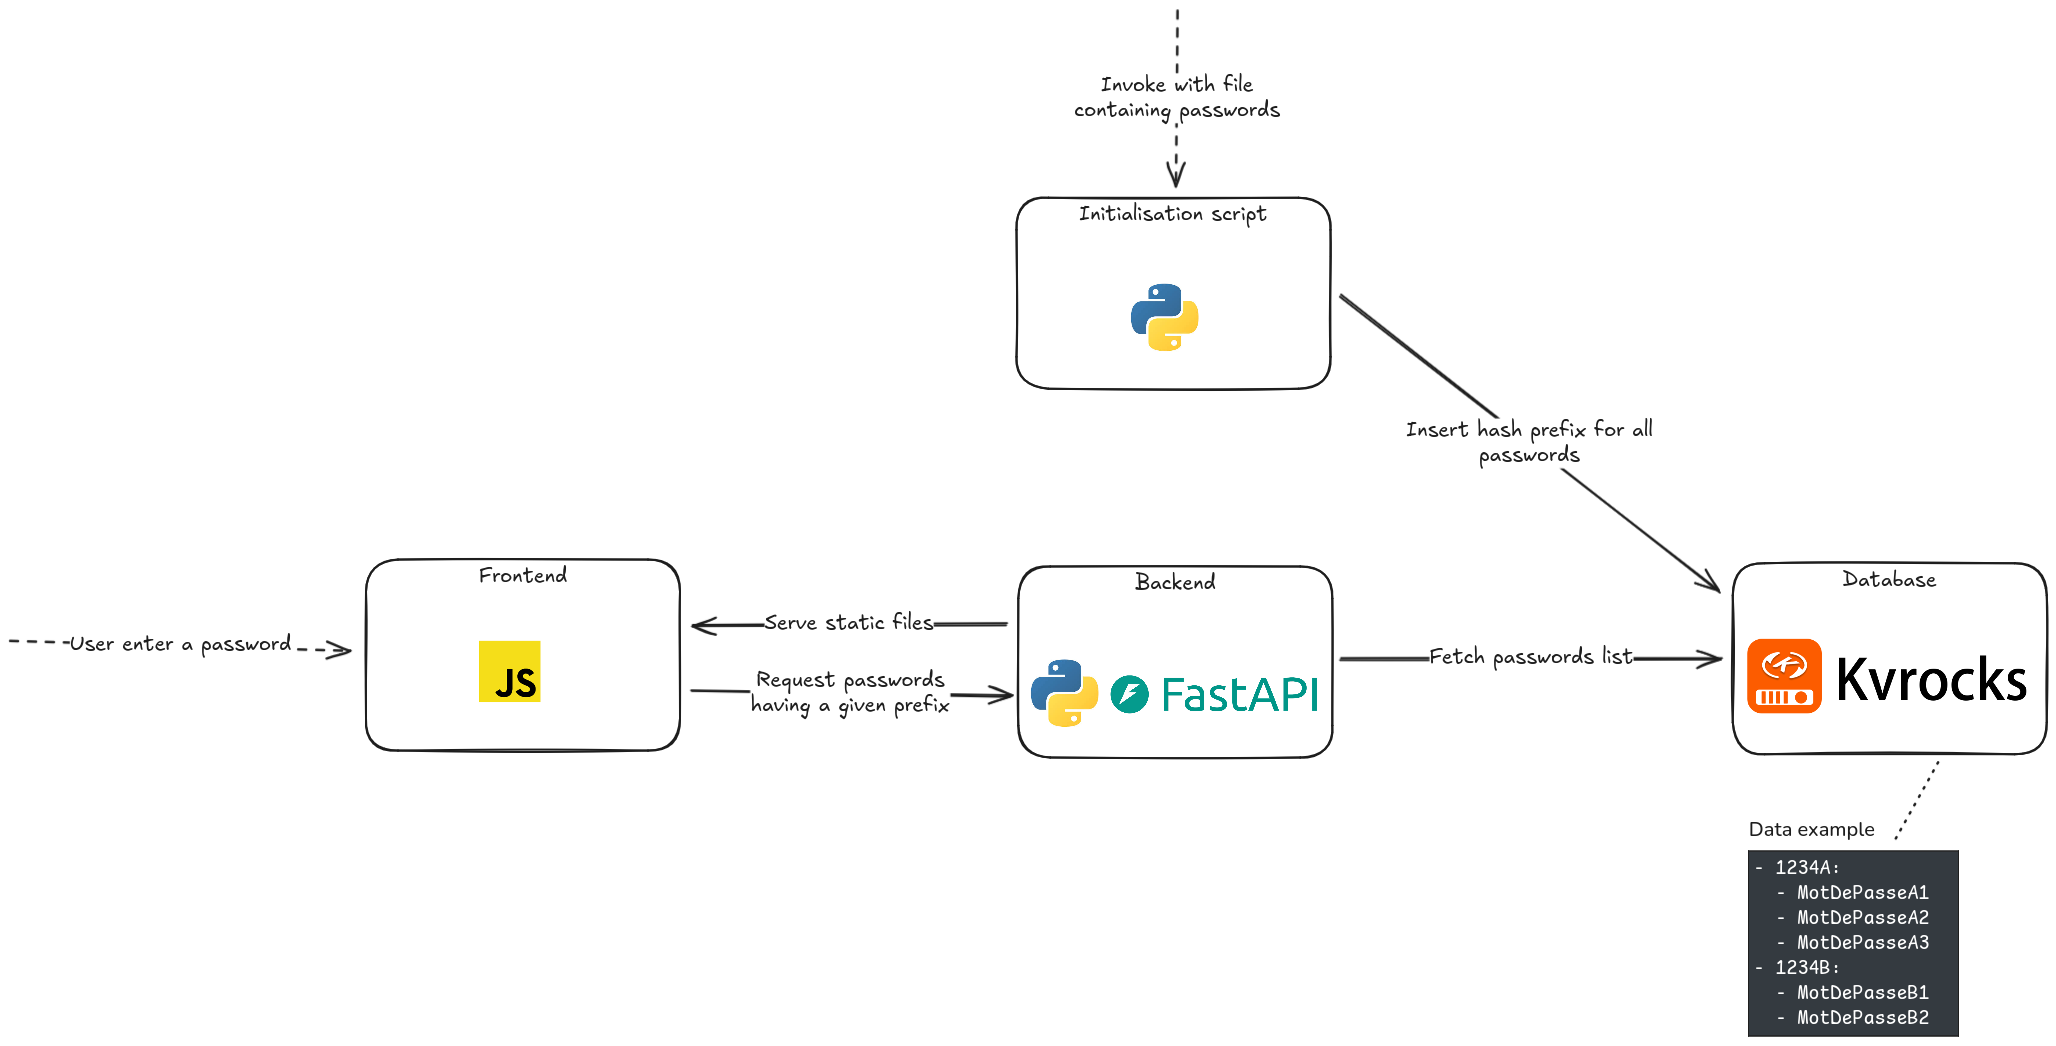 Invoke with file
containing passwords
Initialisation script
Insert hash prefix for all
passwords
Frontend
JS
User enter a password
Serve static files
Request passwords
having a given prefix
Backend
FastAPI
Fetch passwords list
Database
Kvrocks
Data example
- 1234A:
- MotDePasseA1
- MotDePasseA2
- MotDePasseA3
- 1234B:
- MotDePasseB1
- MotDePasseB2